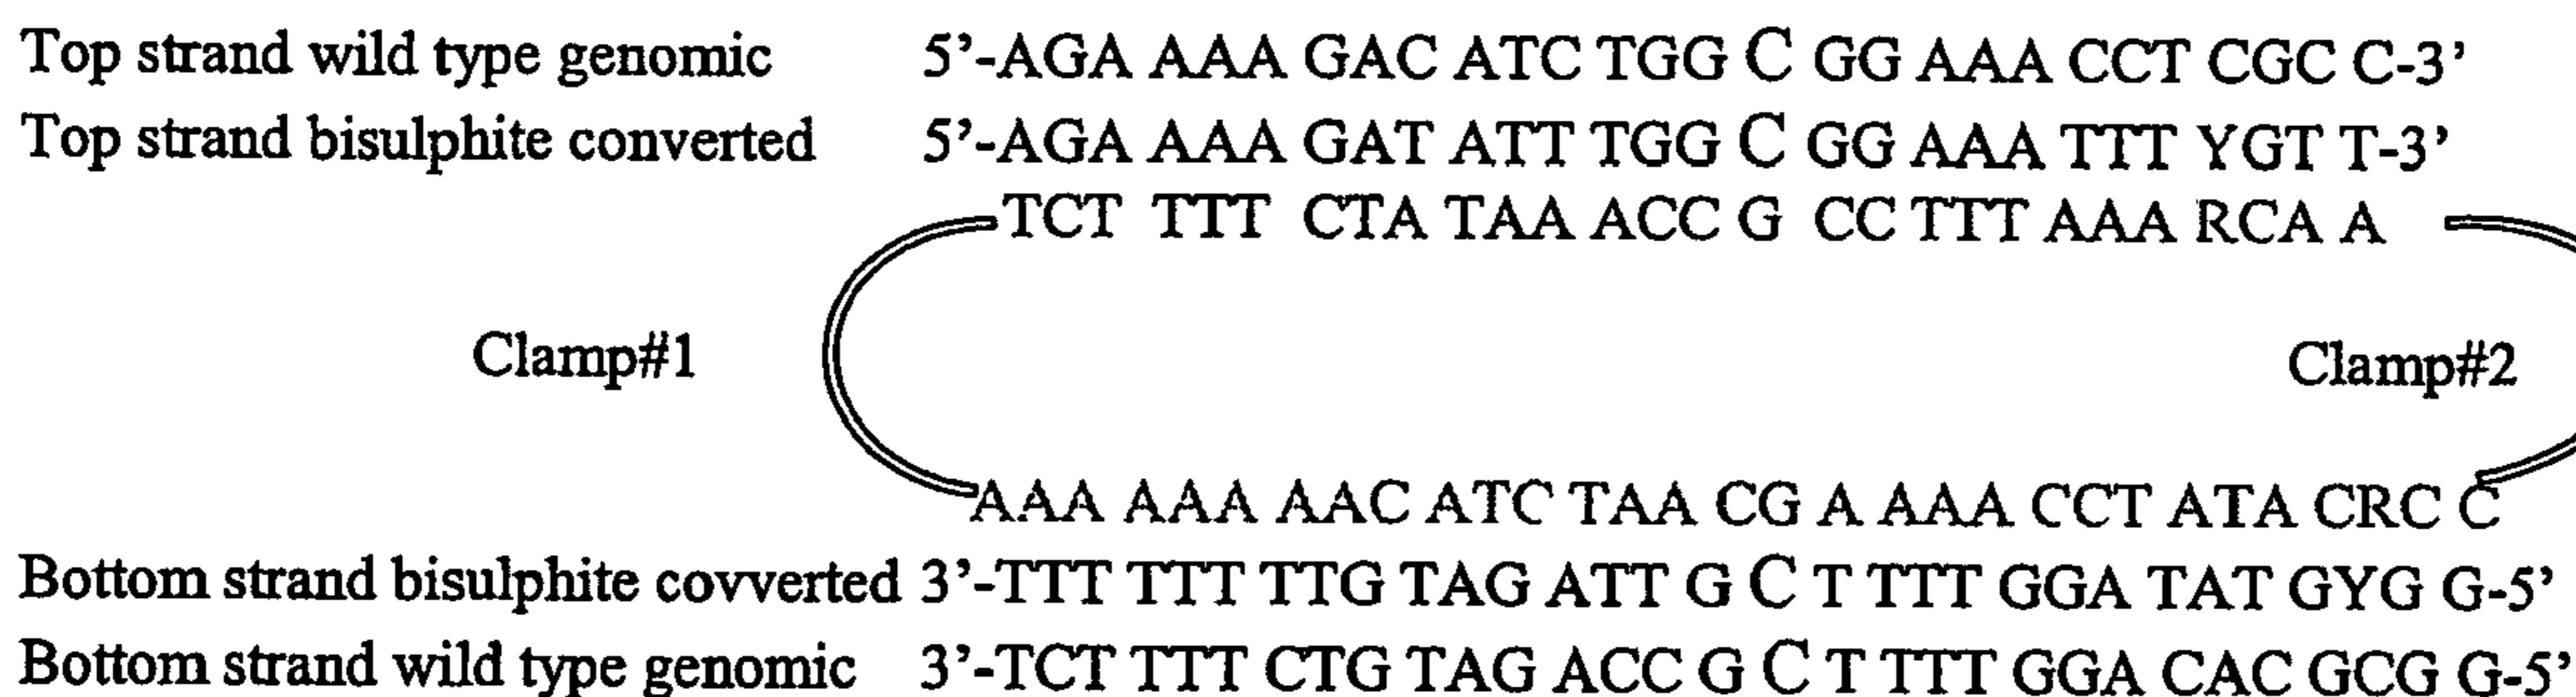 Top strand wild type genomic 5’-AGA AAA GAC ATC TGG C GG AAA CCT CGC C-3’
Top strand bisulphite converted 5’-AGA AAA GAT ATT TGG C GG AAA TTT YGT T-3’
TCT TTT CTA TAA ACC G CC TTT AAA RCA A
Clamp#1 Clamp#2
AAA AAA AAC ATC TAA CG A AAA CCT ATA CRC C
Bottom strand bisulphite covverted 3’-TTT TTT TTG TAG ATT G C T TTT GGA TAT GYG G-5’
Bottom strand wild type genomic 3’-TCT TTT CTG TAG ACC G C T TTT GGA CAC GCG G-5’